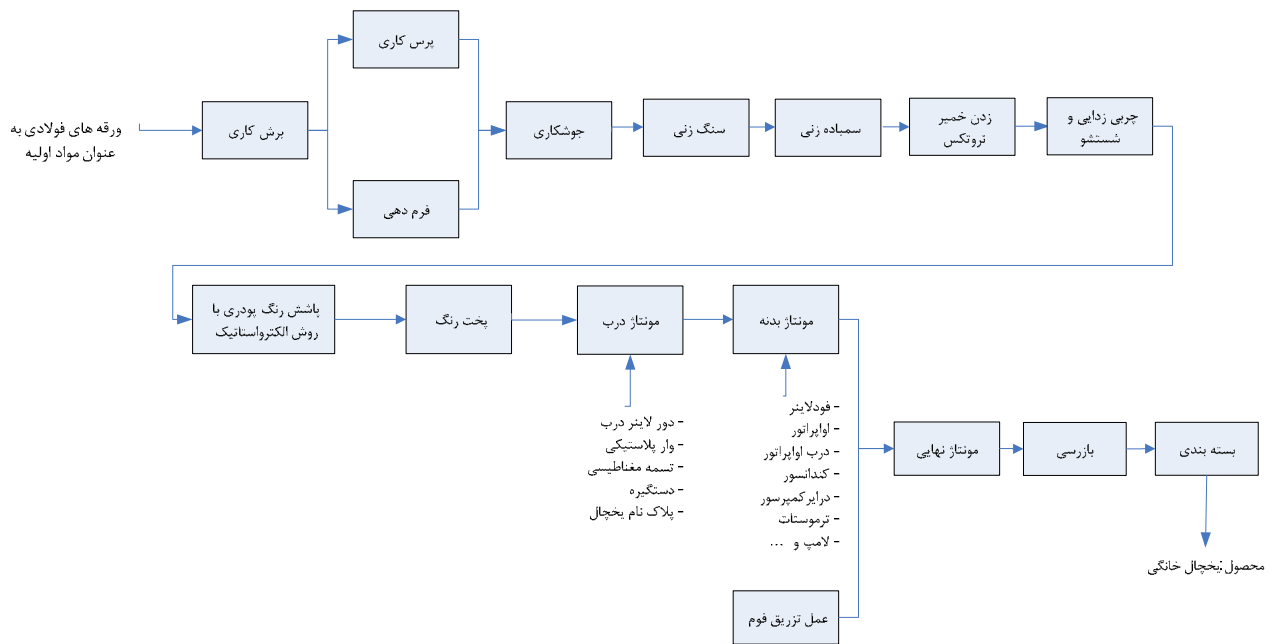 ورقه های فولادی به
عنوان مواد اولیه
برش کاری
پرس کاری
فرم دهی
جوشکاری
سنگ زنی
سمباده زنی
زدن خمیر
تروتکس
چربی زدایی و
شستشو
پاشش رنگ پودری با
روش الکترواستاتیک
پخت رنگ
مونتاژ درب
- دور لاینر درب
- وار پلاستیکی
- تسمه مغناطیسی
- دستگیره
- پلاک نام یخچال
مونتاژ بدنه
- فودلاینر
- اواپراتور
- درب اواپراتور
- کندانسور
- درایرکمپرسور
- ترموستات
- لامپ و ...
عمل تزریق فوم
مونتاژ نهایی
بازرسی
بسته بندی
محصول:یخچال خانگی